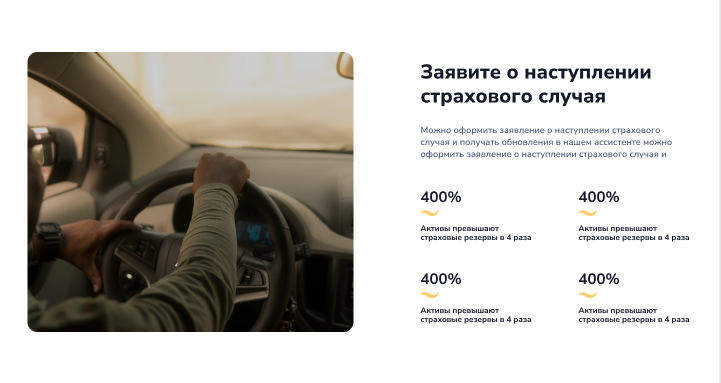 Заявите о наступлении
страхового случая
Можно оформить заявление о наступлении страхового
случая и получать обновления в нашем ассистенте можно
оформить заявление о наступлении страхового случая и
400%
400%
Активы превышают
страховые резервы в 4 раза
Активы превышают
страховые резервы в 4 раза
400%
400%
Активы превышают
страховые резервы в 4 раза
Активы превышают
страховые резервы в 4 раза